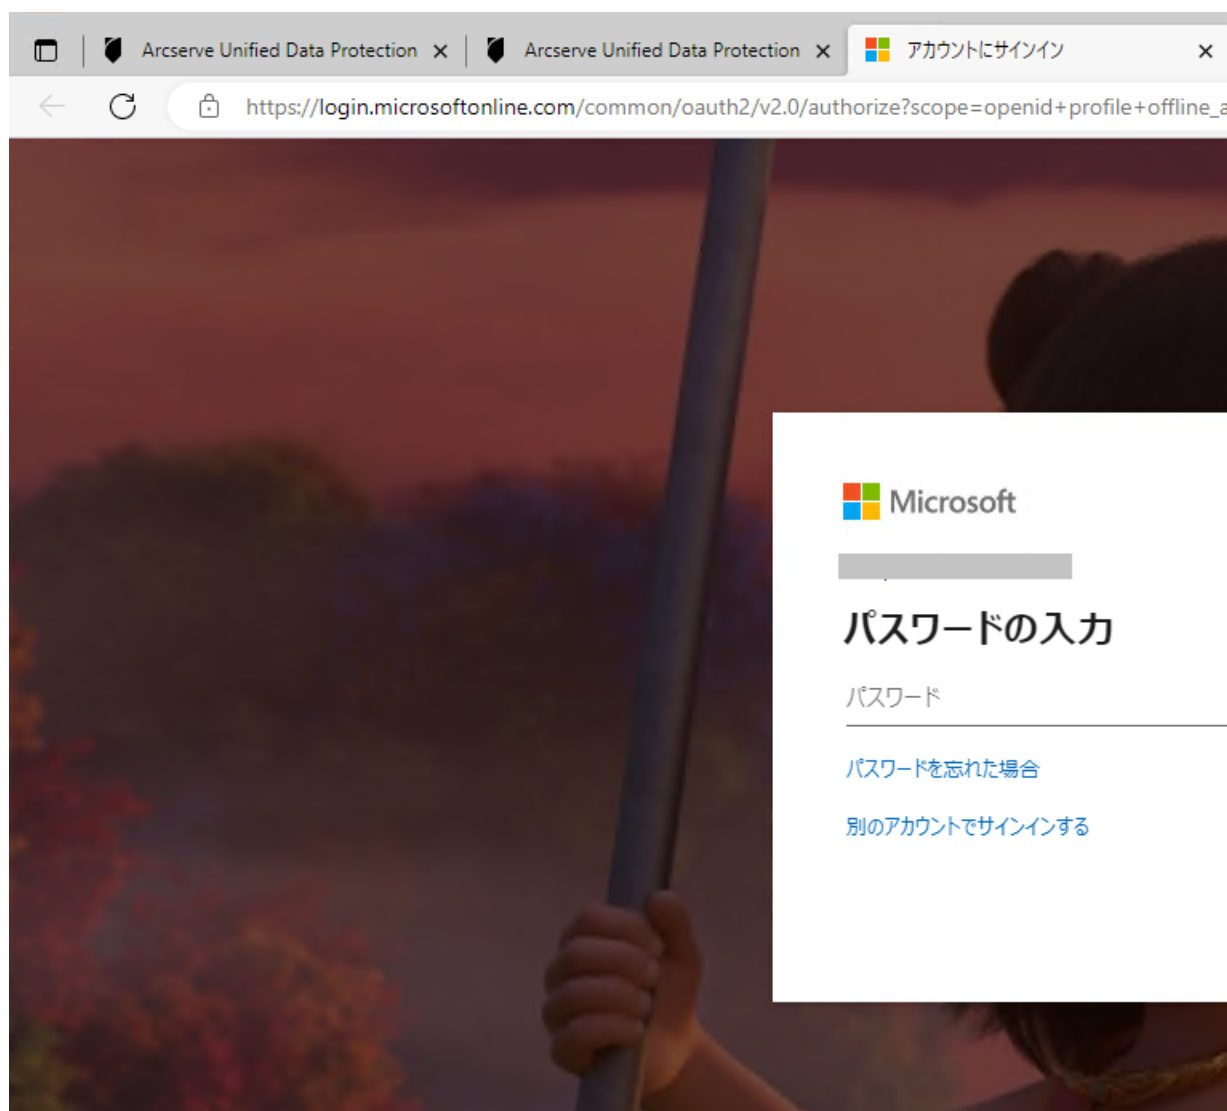 Arcserve Unified Data Protection
Arcserve Unified Data Protection
アカウントにサインイン
https://login.microsoftonline.com/common/oauth2/v2.0/authorize?scope=openid+profile+offline_a
Microsoft
パスワードの入力
パスワード
パスワードを忘れた場合
別のアカウントでサインインする